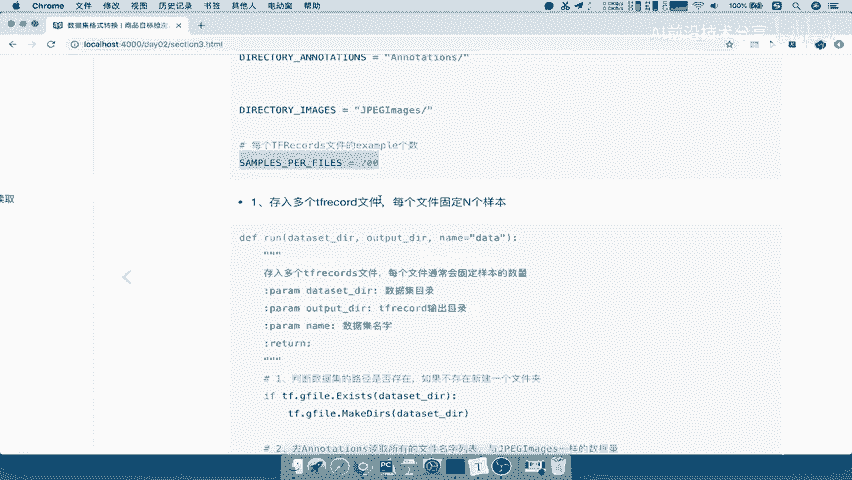 Chrome 文件 修改 视图 历史记录 书签 其他人 电动窗 帮助
100%
数据集格式转换 | 商品目标检测
localhost:4000/day02/section3.html
DIRECTORY_ANNOTATIONS = "Annotations/"
DIRECTORY_IMAGES = "JPEGImages/"
# 每个TFRecords文件的example个数
SAMPLES_PER_FILES = 200
读取
• 1、存入多个tfrecord文件，每个文件固定N个样本
def run(dataset_dir, output_dir, name="data"):
"""
存入多个tfrecords文件，每个文件通常会固定样本的数量
:param dataset_dir: 数据集目录
:param output_dir: tfrecord输出目录
:param name: 数据集名字
:return:
"""
# 1、判断数据集的路径是否存在，如果不存在新建一个文件夹
if tf.gfile.Exists(dataset_dir):
tf.gfile.MakeDirs(dataset_dir)
# 2、去Annotations读取所有的文件名字列表，与JPEGImages一样的数据量